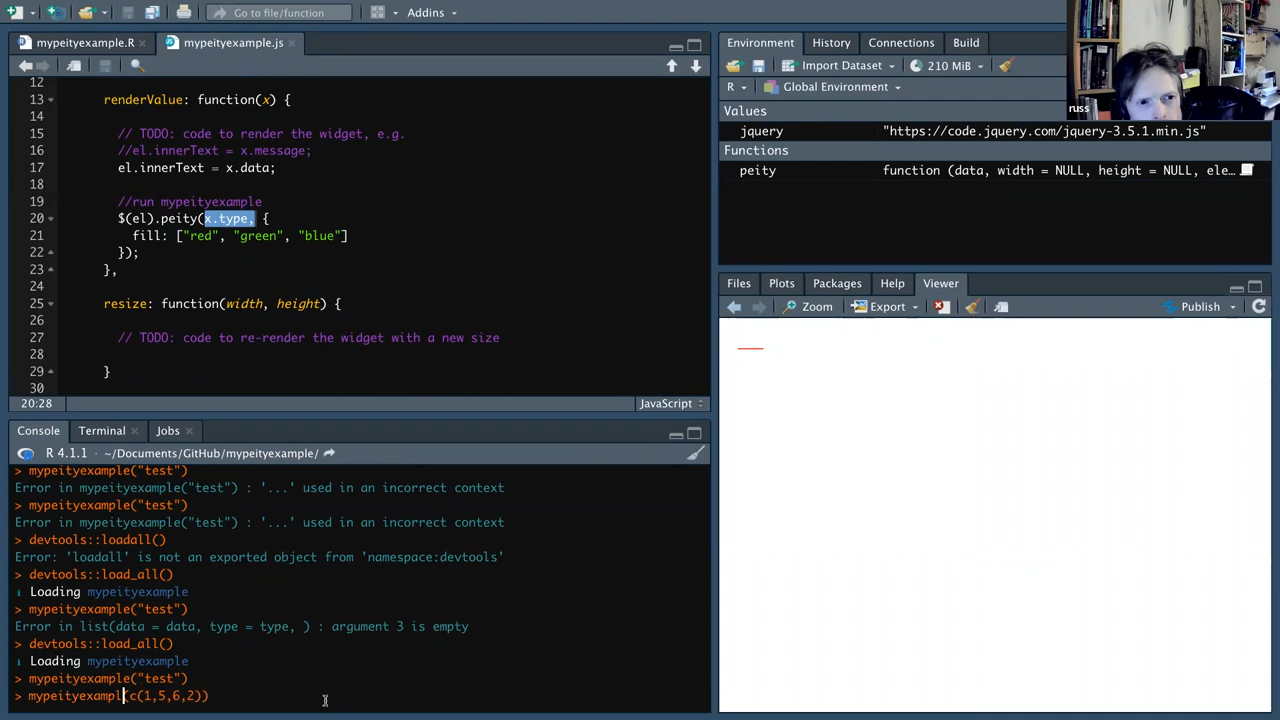 Go to file/function
Addins
mypeityexample.R
mypeityexample.js
12
13 renderValue: function(x) {
14
15 // TODO: code to render the widget, e.g.
16 //el.innerText = x.message;
17 el.innerText = x.data;
18
19 //run mypeityexample
20 $(el).peity(x.type, {
21 fill: ["red", "green", "blue"]
22 });
23 },
24
25 resize: function(width, height) {
26
27 // TODO: code to re-render the widget with a new size
28
29 }
30
20:28 JavaScript
Console Terminal Jobs
R 4.1.1 · ~/Documents/GitHub/mypeityexample/
> mypeityexample("test")
Error in mypeityexample("test") : '...' used in an incorrect context
> mypeityexample("test")
Error in mypeityexample("test") : '...' used in an incorrect context
> devtools::loadall()
Error: 'loadall' is not an exported object from 'namespace:devtools'
> devtools::load_all()
ℹ Loading mypeityexample
> mypeityexample("test")
Error in list(data = data, type = type, ) : argument 3 is empty
> devtools::load_all()
ℹ Loading mypeityexample
> mypeityexample("test")
> mypeityexampl(c(1,5,6,2))
Environment History Connections Build
Import Dataset 210 MiB
R Global Environment
Values
jquery "https://code.jquery.com/jquery-3.5.1.min.js"
Functions
peity function (data, width = NULL, height = NULL, ele…
Files Plots Packages Help Viewer
Zoom Export Publish
russ